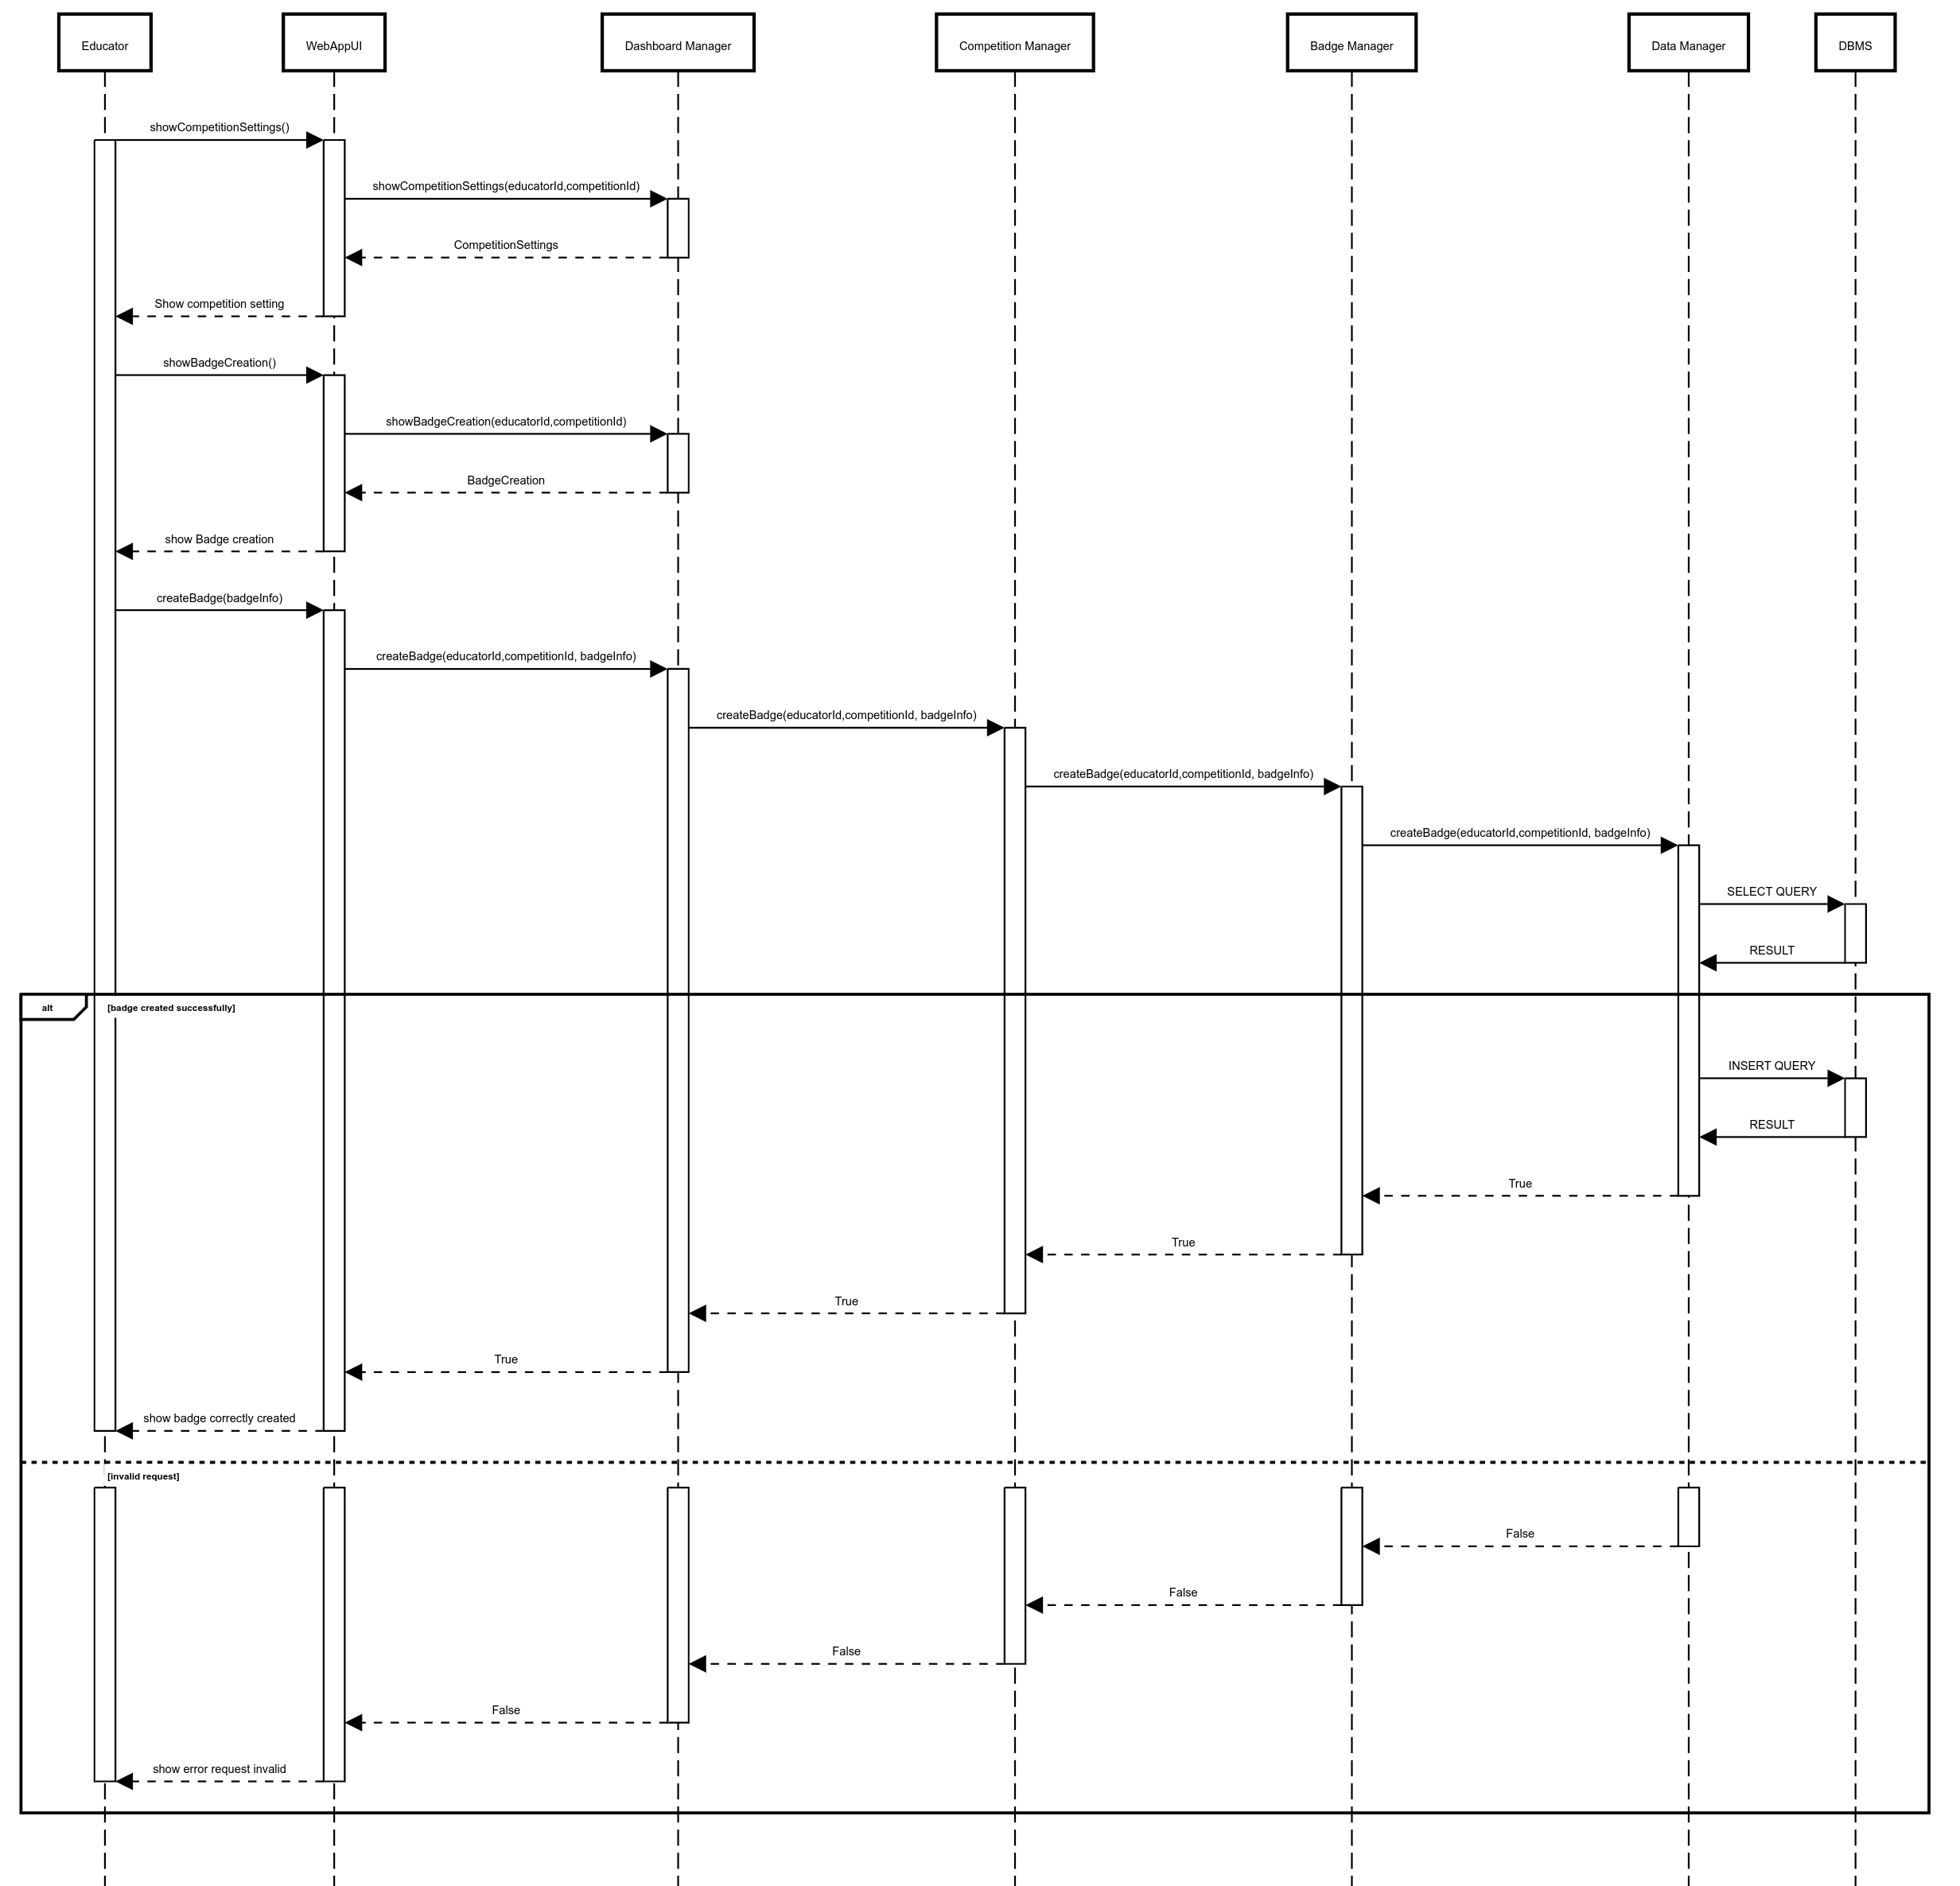 Educator
WebAppUI
Dashboard Manager
Competition Manager
Badge Manager
Data Manager
DBMS
showCompetitionSettings()
showCompetitionSettings(educatorId,competitionId)
CompetitionSettings
Show competition setting
showBadgeCreation()
showBadgeCreation(educatorId,competitionId)
BadgeCreation
show Badge creation
createBadge(badgeInfo)
createBadge(educatorId,competitionId, badgeInfo)
createBadge(educatorId,competitionId, badgeInfo)
createBadge(educatorId,competitionId, badgeInfo)
createBadge(educatorId,competitionId, badgeInfo)
SELECT QUERY
RESULT
alt
[badge created successfully]
INSERT QUERY
RESULT
True
True
True
True
show badge correctly created
[invalid request]
False
False
False
False
show error request invalid